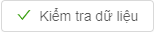 Kiểm tra dữ liệu